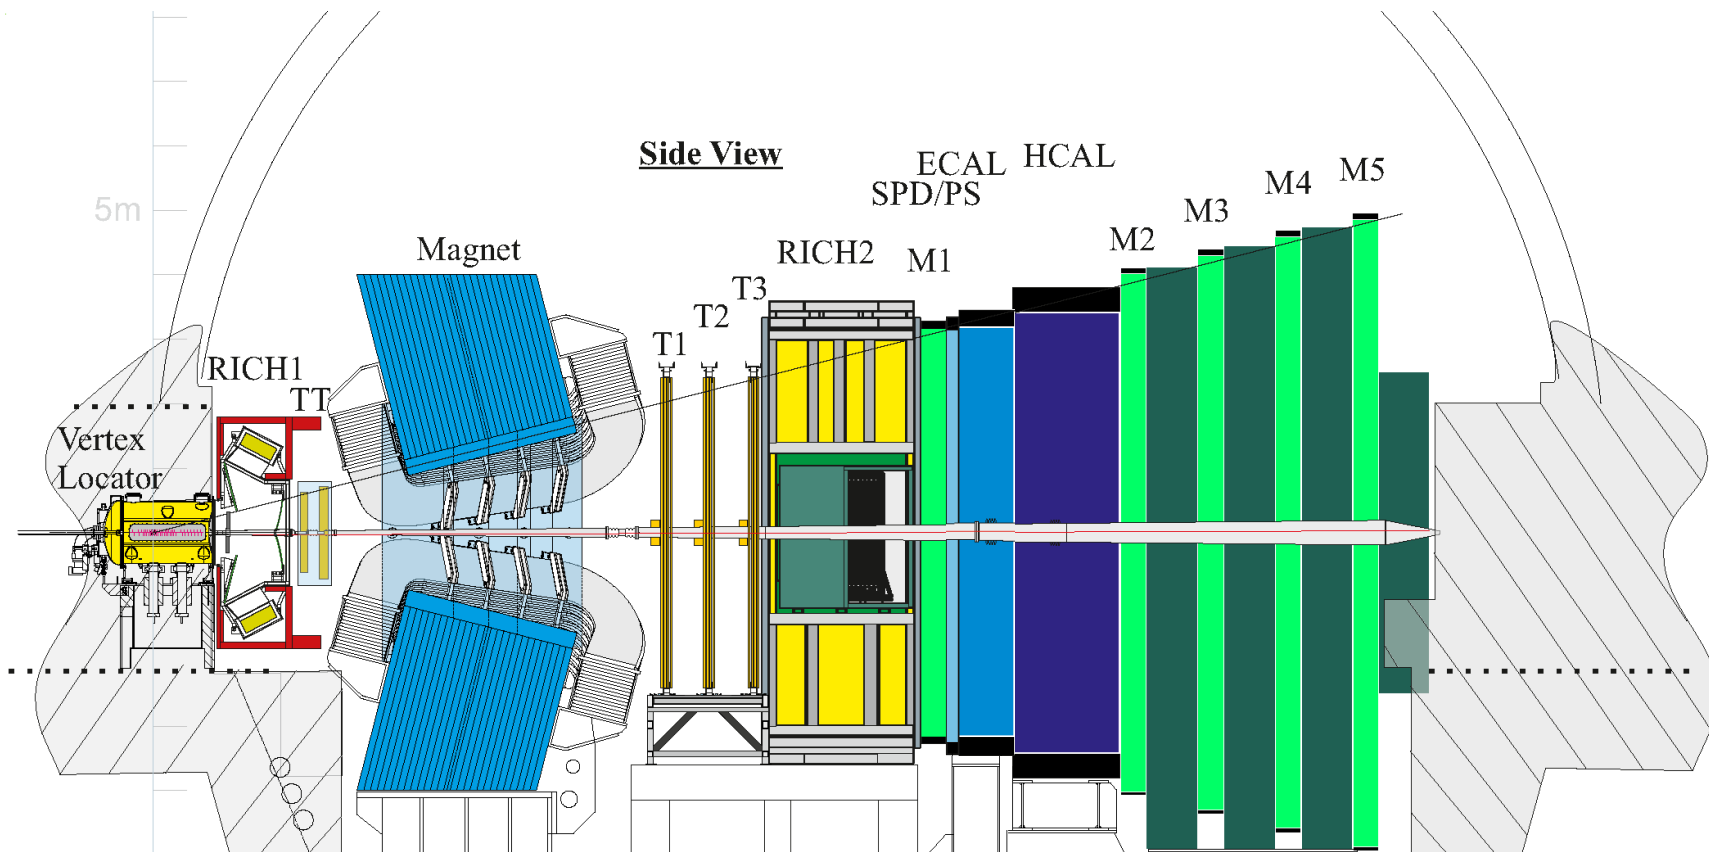 Side View
ECAL
HCAL
SPD/PS
M4
M5
M3
5m
M2
Magnet
RICH2
M1
T3
T2
T1
RICH1
TT
Vertex
Locator